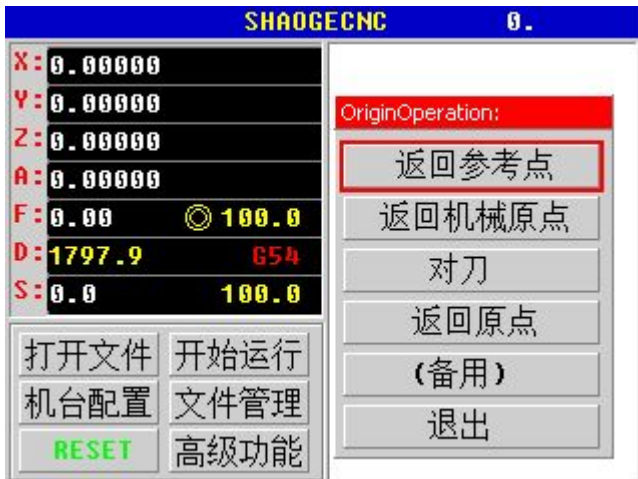 SHAOGECNC 0.
X: 0.00000
Y: 0.00000
Z: 0.00000
A: 0.00000
F: 0.00 ◎ 100.0
D: 1797.9 G54
S: 0.0 100.0
打开文件 开始运行
机台配置 文件管理
RESET 高级功能
OriginOperation:
返回参考点
返回机械原点
对刀
返回原点
(备用)
退出